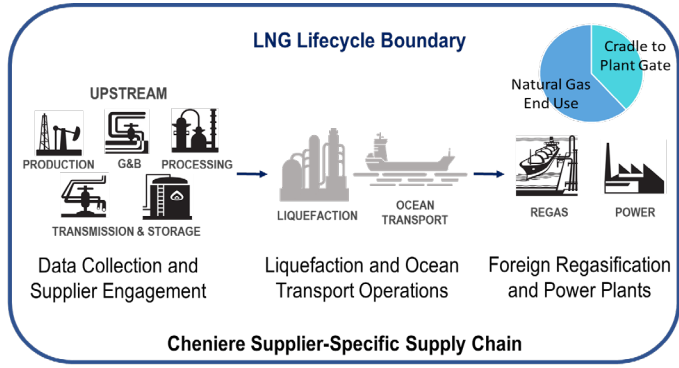 LNG Lifecycle Boundary
Cradle to
Plant Gate
Natural Gas
End Use
UPSTREAM
PRODUCTION
G&B
PROCESSING
TRANSMISSION & STORAGE
LIQUEFACTION
OCEAN
TRANSPORT
REGAS
POWER
Data Collection and
Supplier Engagement
Liquefaction and Ocean
Transport Operations
Foreign Regasification
and Power Plants
Cheniere Supplier-Specific Supply Chain